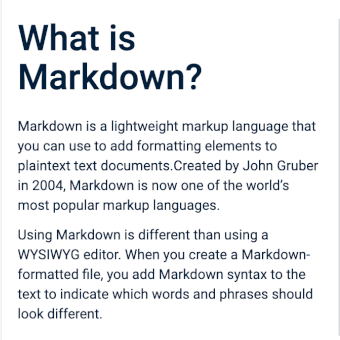 What is
Markdown?
Markdown is a lightweight markup language that
you can use to add formatting elements to
plaintext text documents.Created by John Gruber
in 2004, Markdown is now one of the world’s
most popular markup languages.
Using Markdown is different than using a
WYSIWYG editor. When you create a Markdown-
formatted file, you add Markdown syntax to the
text to indicate which words and phrases should
look different.